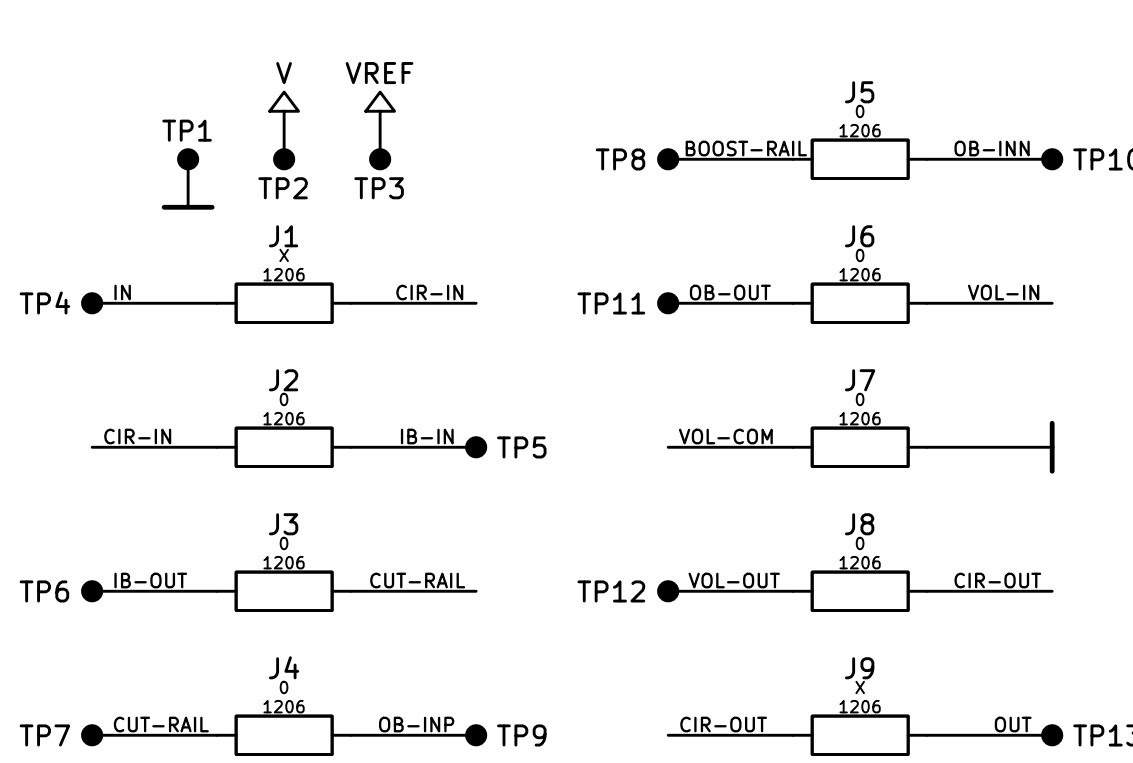 V VREF
TP1
TP2 TP3
J1
X
1206
TP4 IN CIR-IN
J2
0
1206
CIR-IN IB-IN TP5
J3
0
1206
TP6 IB-OUT CUT-RAIL
J4
0
1206
TP7 CUT-RAIL OB-INP TP9
J5
0
1206
TP8 BOOST-RAIL OB-INN TP10
J6
0
1206
TP11 OB-OUT VOL-IN
J7
0
1206
VOL-COM
J8
0
1206
TP12 VOL-OUT CIR-OUT
J9
X
1206
CIR-OUT OUT TP13